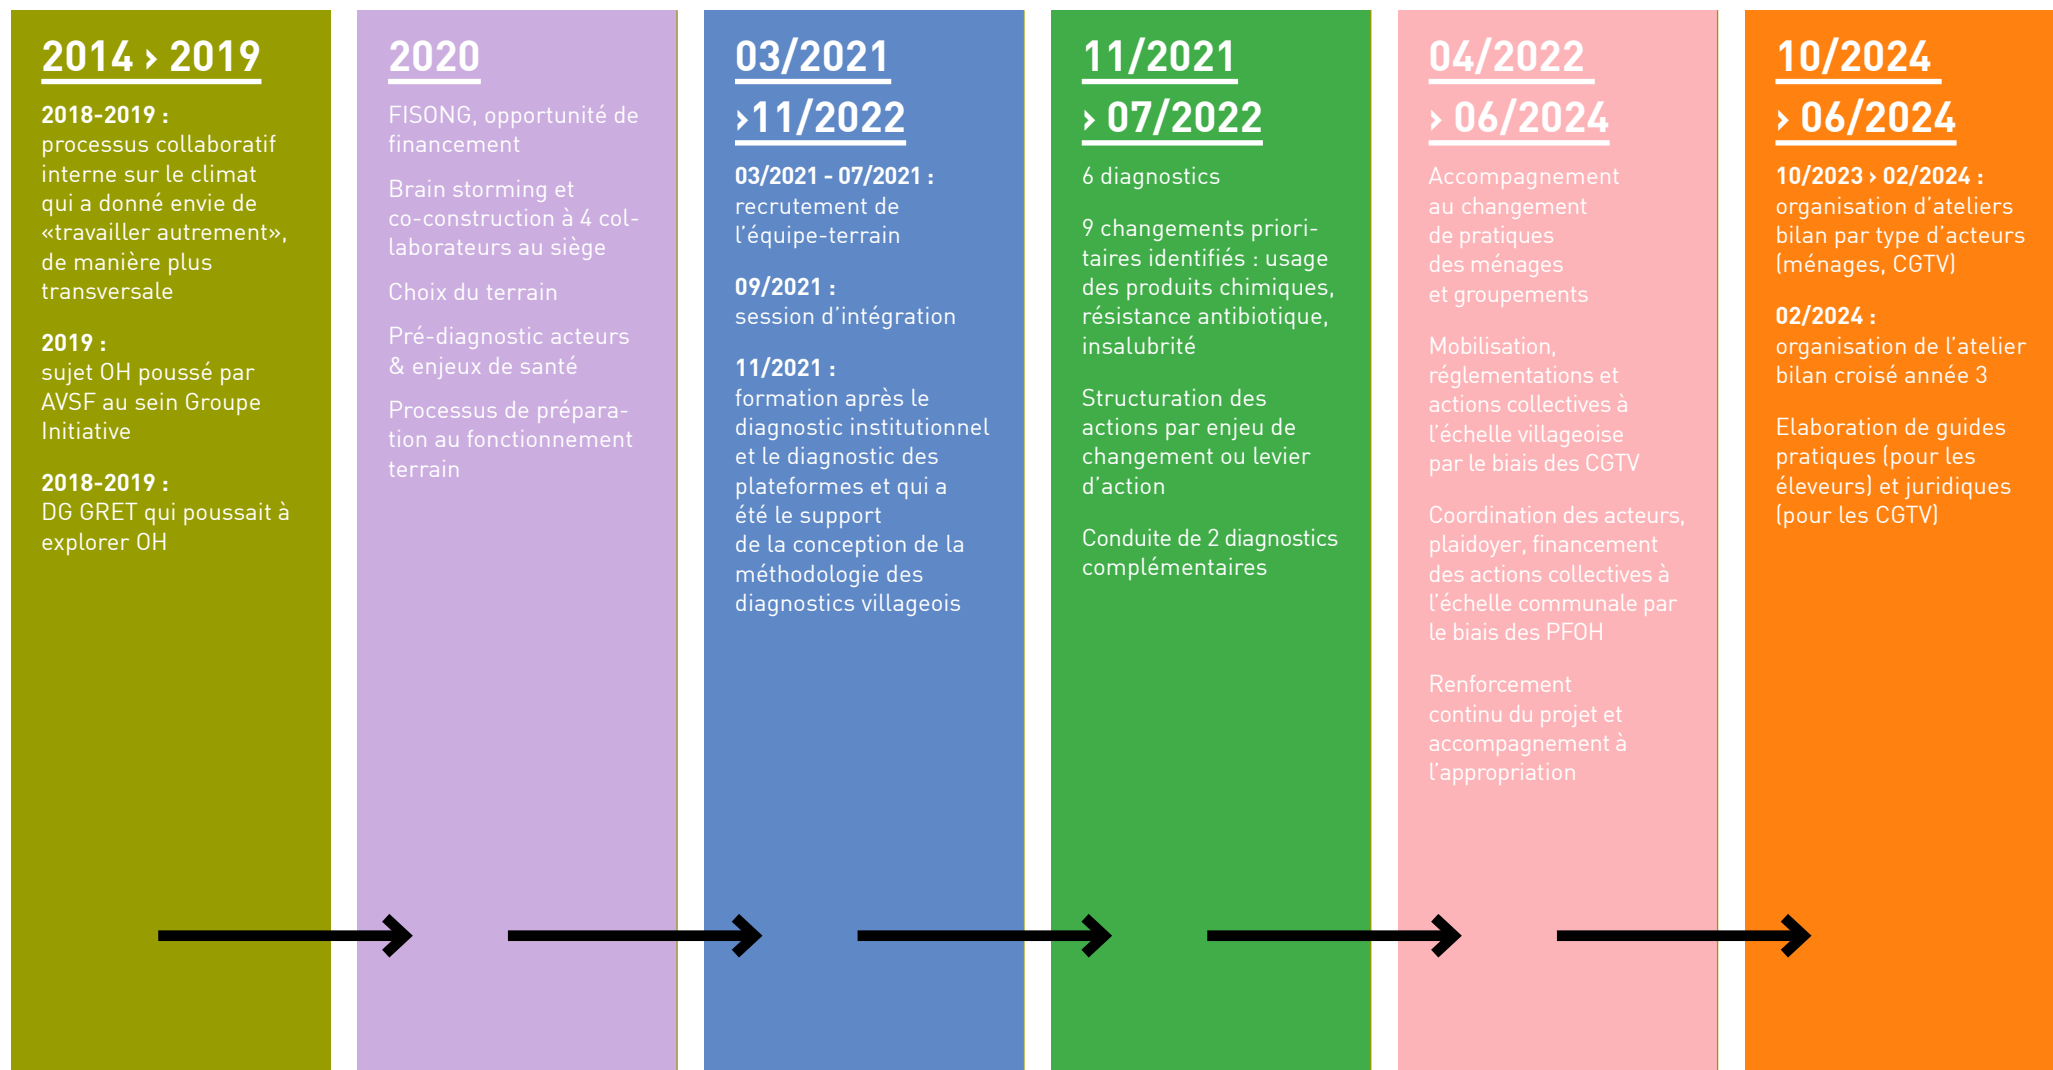 2014 › 2019
2018-2019 :
processus collaboratif
interne sur le climat
qui a donné envie de
«travailler autrement»,
de manière plus
transversale
2019 :
sujet OH poussé par
AVSF au sein Groupe
Initiative
2018-2019 :
DG GRET qui poussait à
explorer OH
2020
FISONG, opportunité de
financement
Brain storming et
co-construction à 4 col-
laborateurs au siège
Choix du terrain
Pré-diagnostic acteurs
& enjeux de santé
Processus de prépara-
tion au fonctionnement
terrain
03/2021
›11/2022
03/2021 - 07/2021 :
recrutement de
l’équipe-terrain
09/2021 :
session d’intégration
11/2021 :
formation après le
diagnostic institutionnel
et le diagnostic des
plateformes et qui a
été le support
de la conception de la
méthodologie des
diagnostics villageois
11/2021
› 07/2022
6 diagnostics
9 changements priori-
taires identifiés : usage
des produits chimiques,
résistance antibiotique,
insalubrité
Structuration des
actions par enjeu de
changement ou levier
d’action
Conduite de 2 diagnostics
complémentaires
04/2022
› 06/2024
Accompagnement
au changement
de pratiques
des ménages
et groupements
Mobilisation,
réglementations et
actions collectives à
l’échelle villageoise
par le biais des CGTV
Coordination des acteurs,
plaidoyer, financement
des actions collectives à
l’échelle communale par
le biais des PFOH
Renforcement
continu du projet et
accompagnement à
l’appropriation
10/2024
› 06/2024
10/2023 › 02/2024 :
organisation d’ateliers
bilan par type d’acteurs
(ménages, CGTV)
02/2024 :
organisation de l’atelier
bilan croisé année 3
Elaboration de guides
pratiques (pour les
éleveurs) et juridiques
(pour les CGTV)